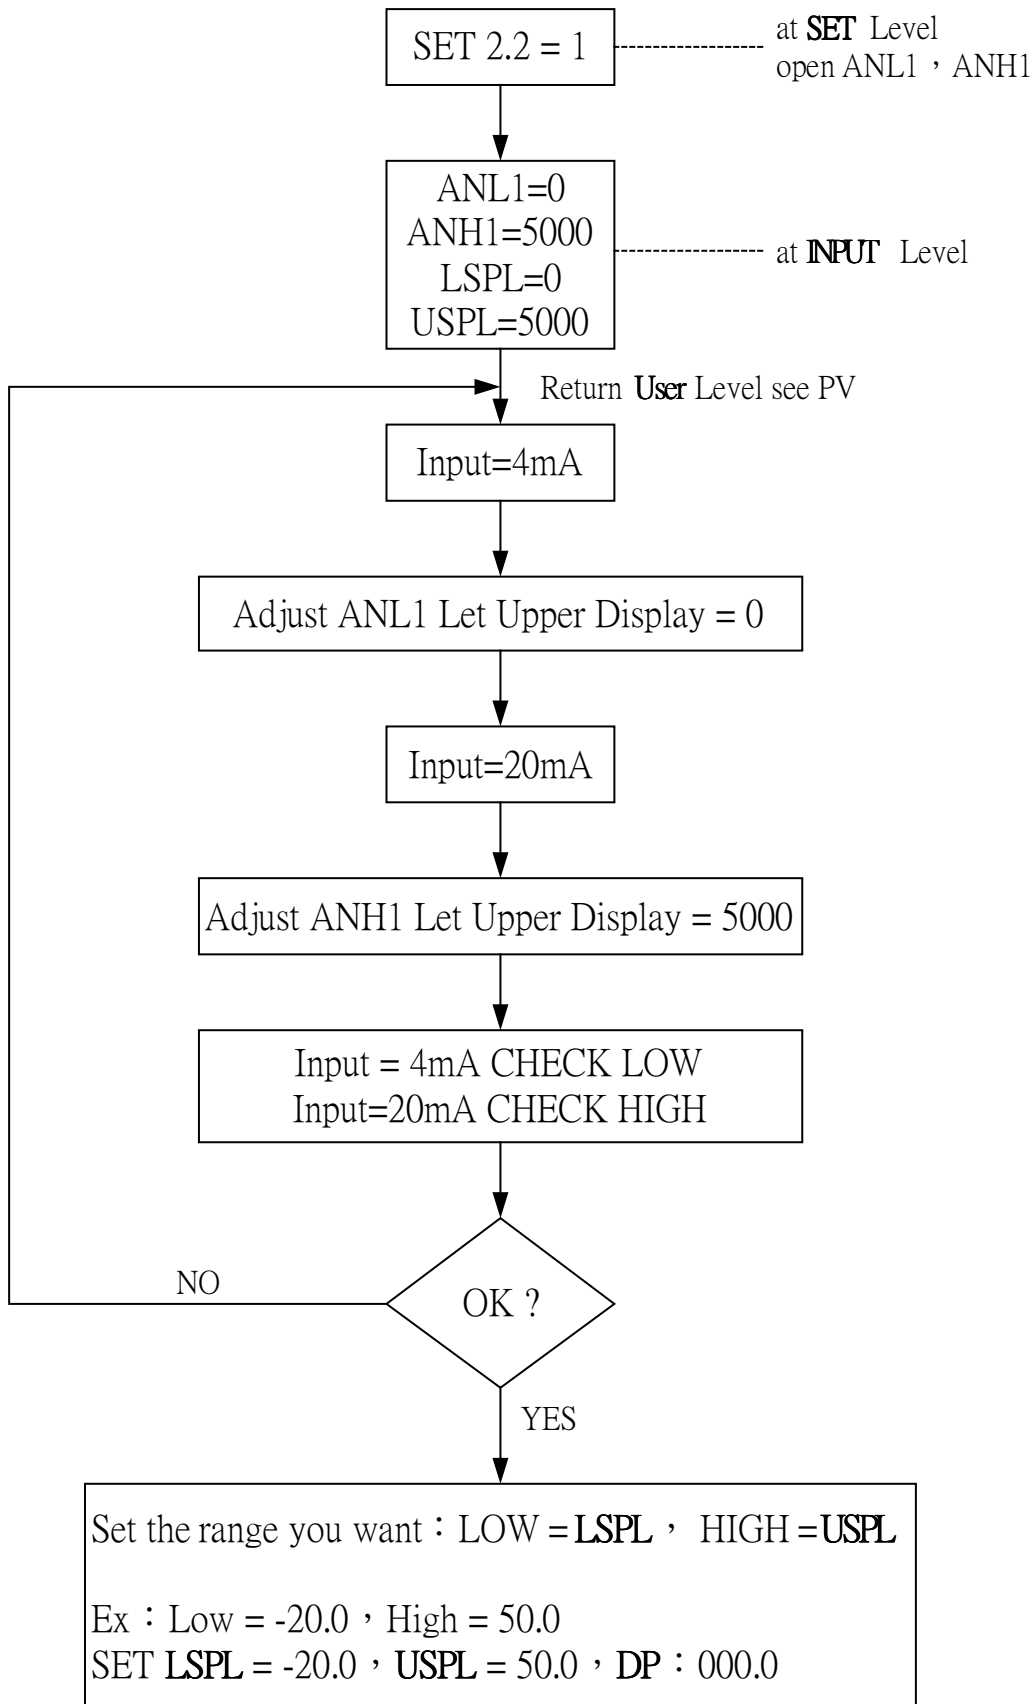 SET 2.2 = 1
at SET Level
open ANL1，ANH1
ANL1=0
ANH1=5000
LSPL=0
USPL=5000
at INPUT Level
Return User Level see PV
Input=4mA
Adjust ANL1 Let Upper Display = 0
Input=20mA
Adjust ANH1 Let Upper Display = 5000
Input = 4mA CHECK LOW
Input=20mA CHECK HIGH
NO
OK ?
YES
Set the range you want：LOW = LSPL， HIGH = USPL
Ex：Low = -20.0，High = 50.0
SET LSPL = -20.0，USPL = 50.0，DP：000.0